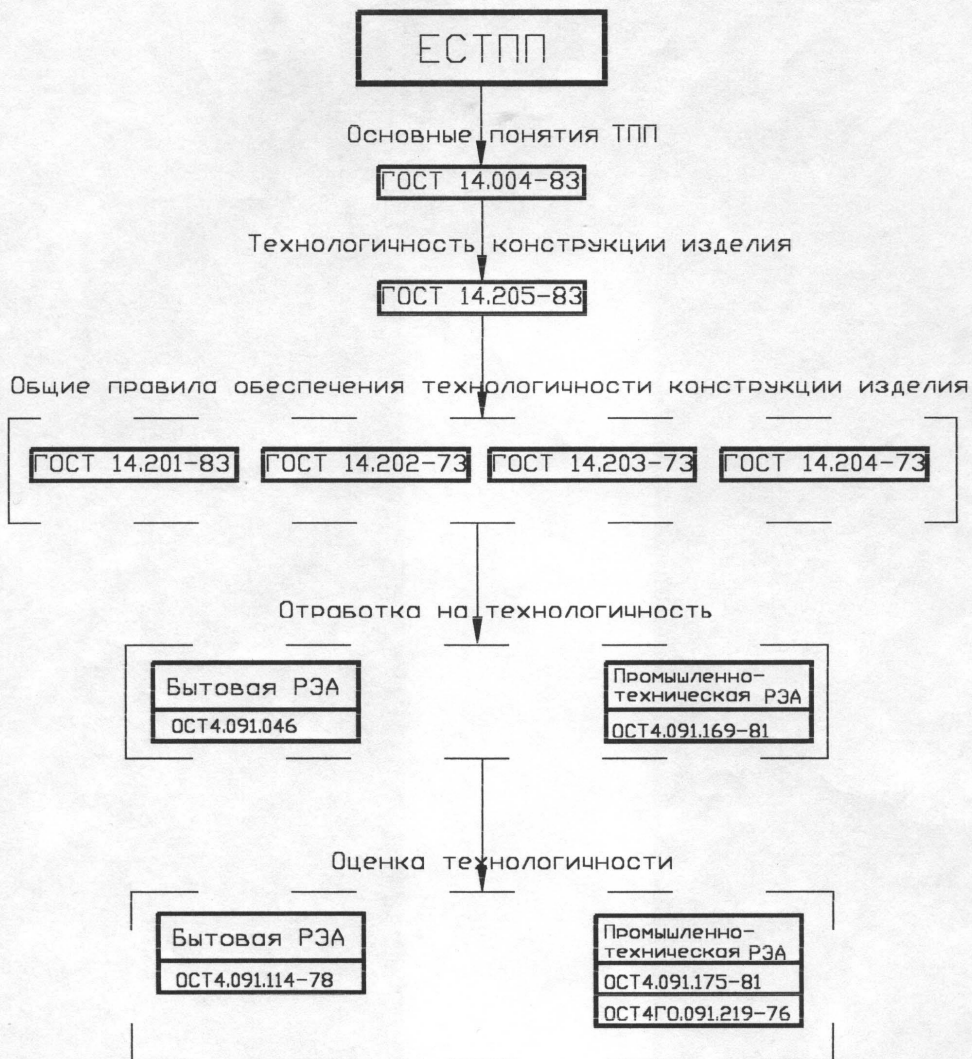 ЕСТПП
Основные понятия ТПП
ГОСТ 14.004-83
Технологичность конструкции изделия
ГОСТ 14.205-83
Общие правила обеспечения технологичности конструкции изделия
ГОСТ 14.201-83 ГОСТ 14.202-73 ГОСТ 14.203-73 ГОСТ 14.204-73
Отработка на технологичность
Бытовая РЭА
ОСТ4.091.046
Промышленно-
техническая РЭА
ОСТ4.091.169-81
Оценка технологичности
Бытовая РЭА
ОСТ4.091.114-78
Промышленно-
техническая РЭА
ОСТ4.091.175-81
ОСТ4ГО.091.219-76